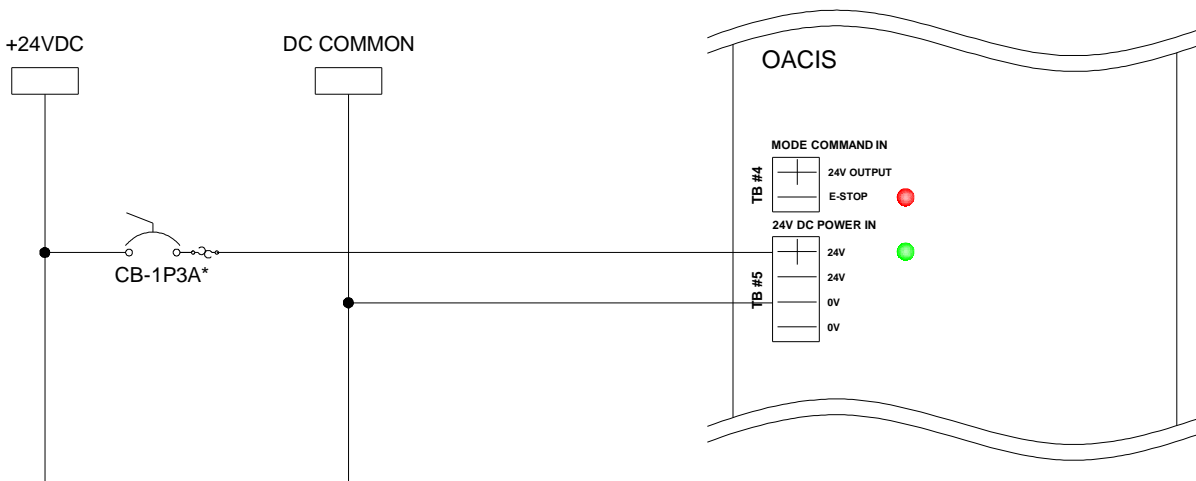 +24VDC
DC COMMON
OACIS
MODE COMMAND IN
TB #4
24V OUTPUT
E-STOP
24V DC POWER IN
CB-1P3A*
TB #5
24V
24V
0V
0V